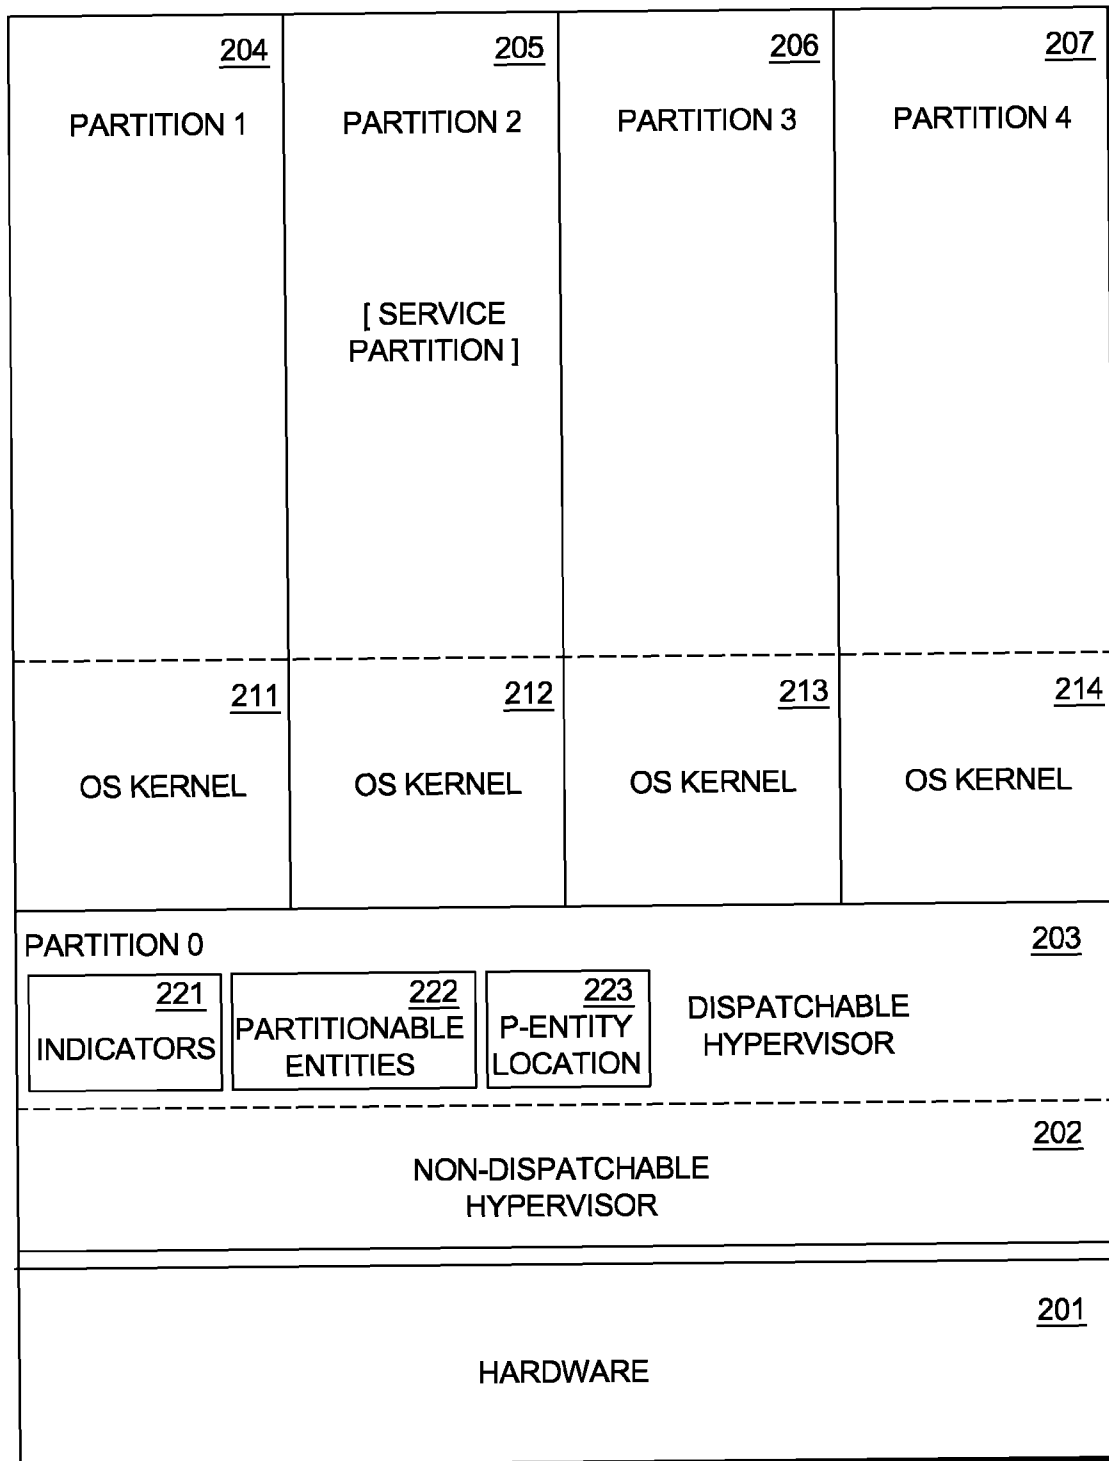 204
205
206
207
PARTITION 1
PARTITION 2
PARTITION 3
PARTITION 4
[ SERVICE
PARTITION ]
211
212
213
214
OS KERNEL
OS KERNEL
OS KERNEL
OS KERNEL
PARTITION 0
203
221
INDICATORS
222
PARTITIONABLE
ENTITIES
223
P-ENTITY
LOCATION
DISPATCHABLE
HYPERVISOR
202
NON-DISPATCHABLE
HYPERVISOR
201
HARDWARE